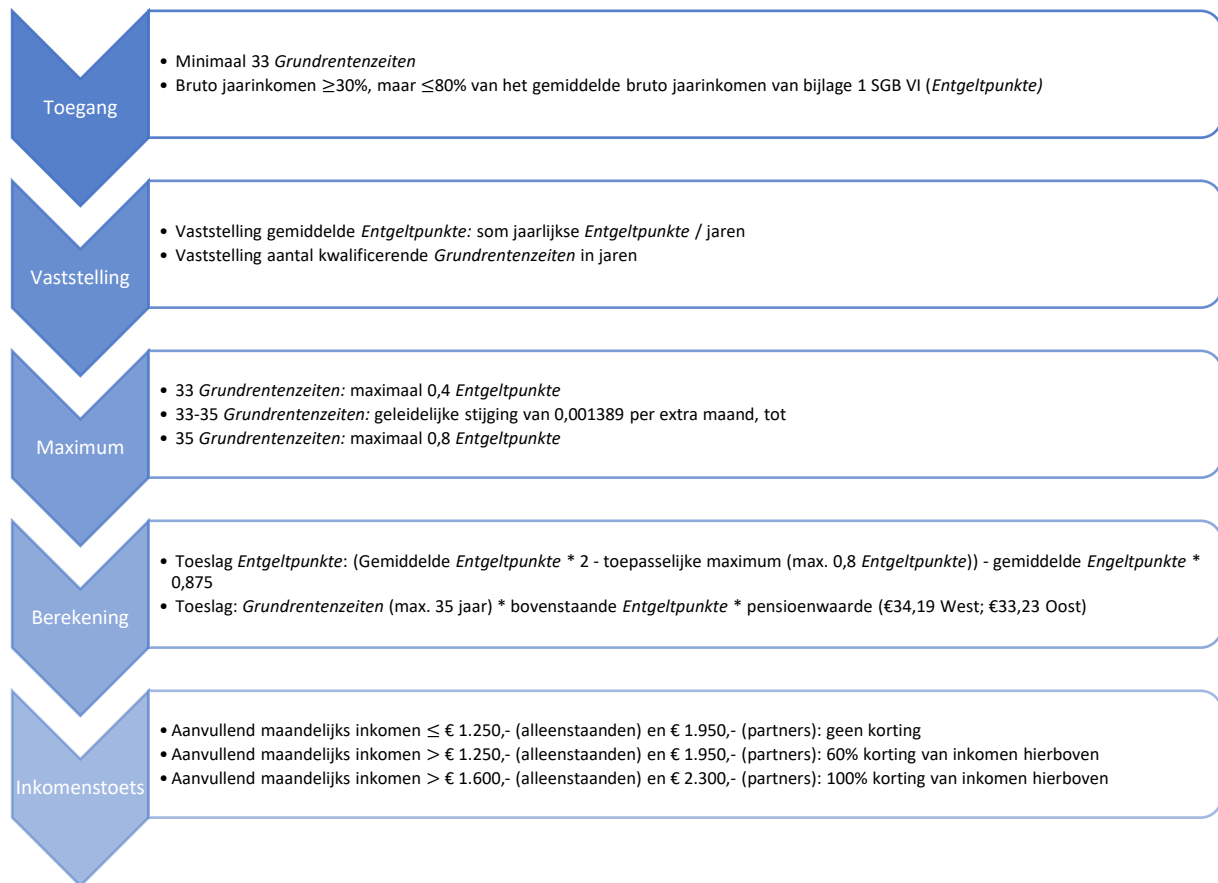 Toegang
• Minimaal 33 Grundrentenzeiten
• Bruto jaarinkomen ≥30%, maar ≤80% van het gemiddelde bruto jaarinkomen van bijlage 1 SGB VI (Entgeltpunkte)
Vaststelling
• Vaststelling gemiddelde Entgeltpunkte: som jaarlijkse Entgeltpunkte / jaren
• Vaststelling aantal kwalificerende Grundrentenzeiten in jaren
Maximum
• 33 Grundrentenzeiten: maximaal 0,4 Entgeltpunkte
• 33-35 Grundrentenzeiten: geleidelijke stijging van 0,001389 per extra maand, tot
• 35 Grundrentenzeiten: maximaal 0,8 Entgeltpunkte
Berekening
• Toeslag Entgeltpunkte: (Gemiddelde Entgeltpunkte * 2 - toepasselijke maximum (max. 0,8 Entgeltpunkte)) - gemiddelde Engeltpunkte *
0,875
• Toeslag: Grundrentenzeiten (max. 35 jaar) * bovenstaande Entgeltpunkte * pensioenwaarde (€34,19 West; €33,23 Oost)
Inkomenstoets
• Aanvullend maandelijks inkomen ≤ € 1.250,- (alleenstaanden) en € 1.950,- (partners): geen korting
• Aanvullend maandelijks inkomen > € 1.250,- (alleenstaanden) en € 1.950,- (partners): 60% korting van inkomen hierboven
• Aanvullend maandelijks inkomen > € 1.600,- (alleenstaanden) en € 2.300,- (partners): 100% korting van inkomen hierboven